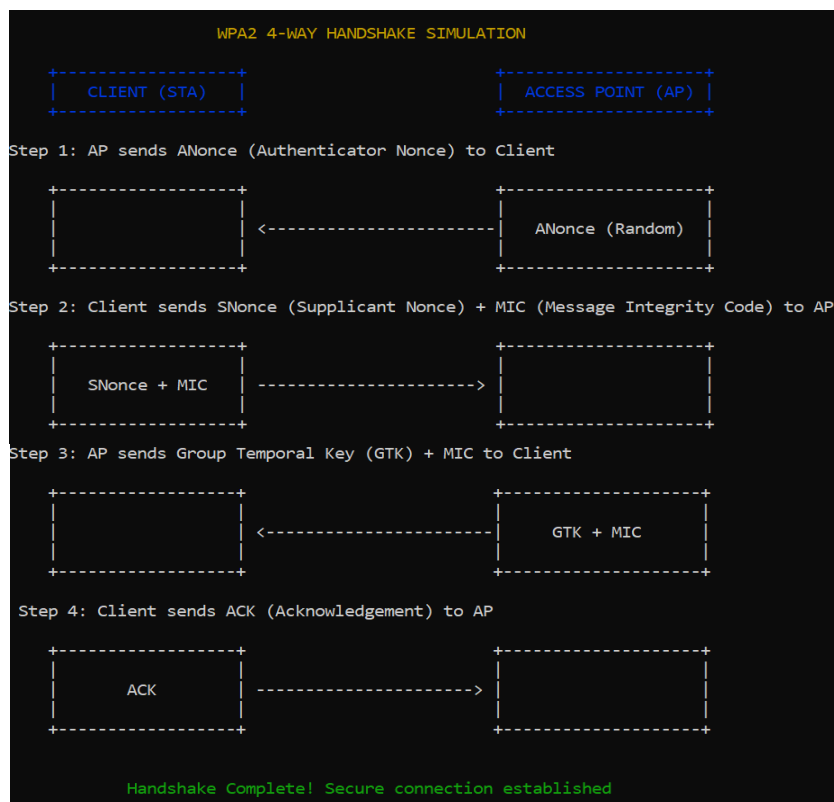 WPA2 4-WAY HANDSHAKE SIMULATION
CLIENT (STA) ACCESS POINT (AP)
Step 1: AP sends ANonce (Authenticator Nonce) to Client
ANonce (Random)
Step 2: Client sends SNonce (Supplicant Nonce) + MIC (Message Integrity Code) to AP
SNonce + MIC
Step 3: AP sends Group Temporal Key (GTK) + MIC to Client
GTK + MIC
Step 4: Client sends ACK (Acknowledgement) to AP
ACK
Handshake Complete! Secure connection established